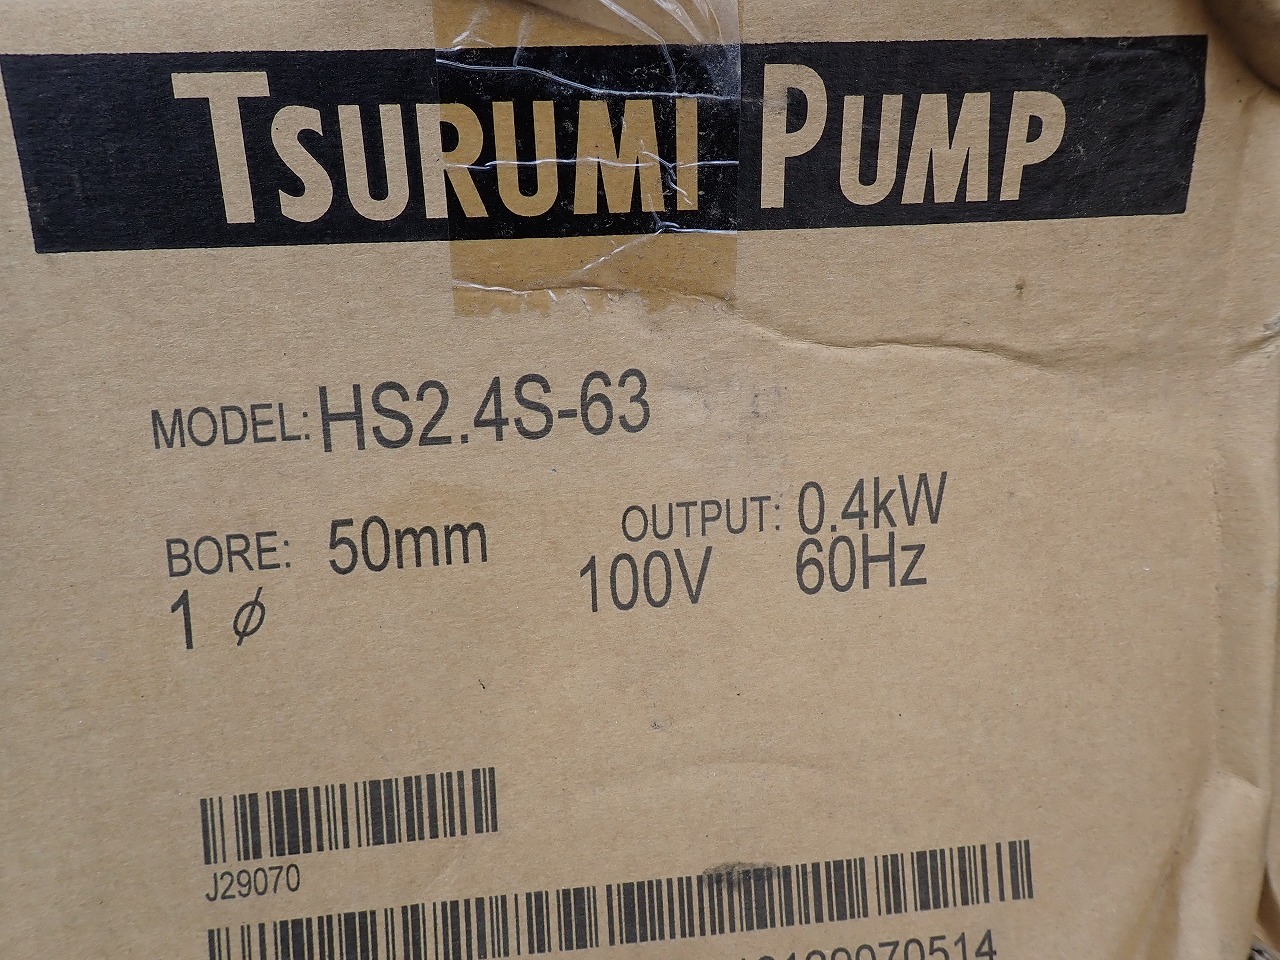 TSURUMI PUMP
MODEL: HS2.4S-63
BORE: 50mm OUTPUT: 0.4kW
1 ϕ 100V 60Hz
J29070